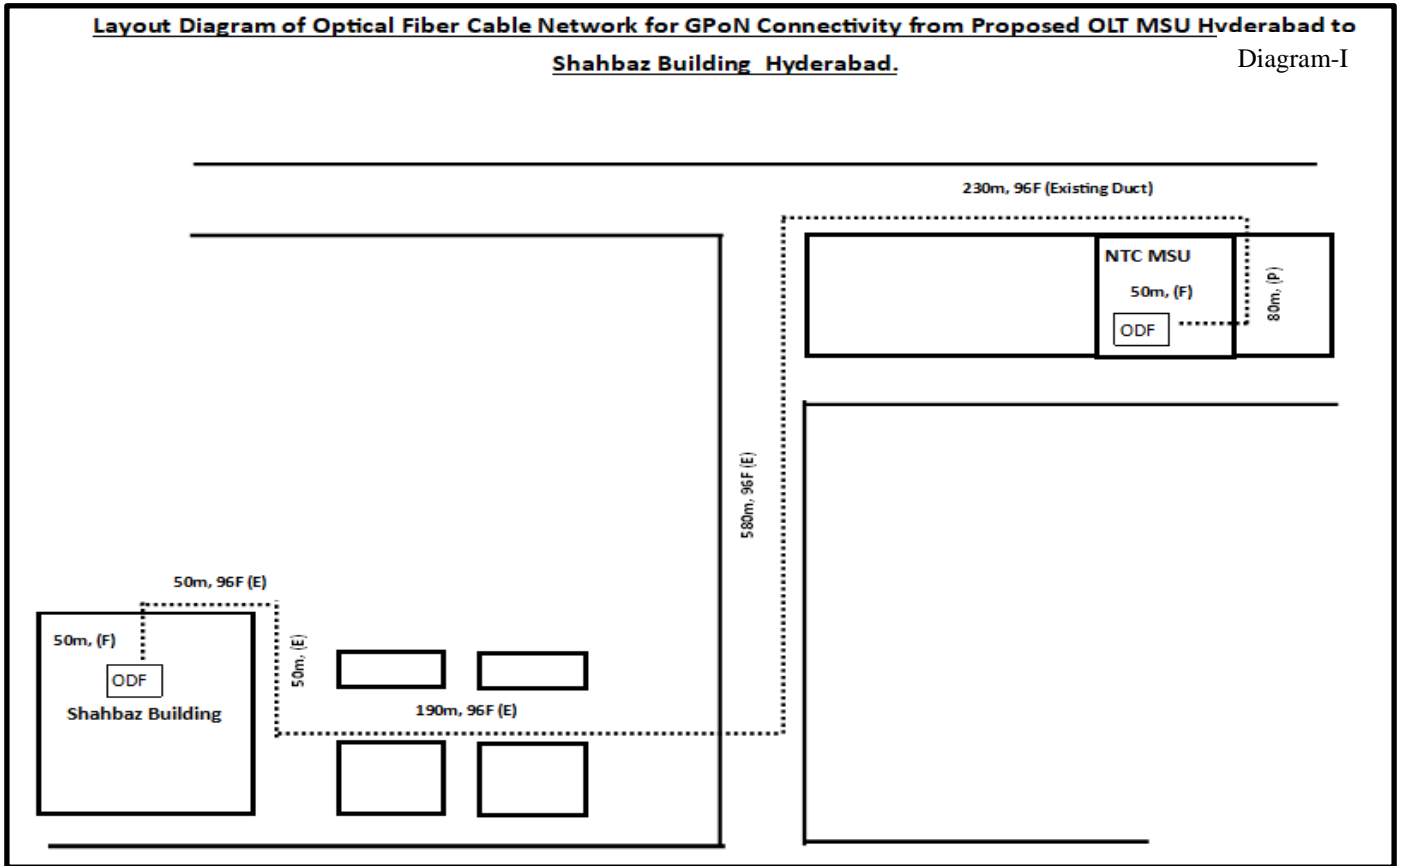 Layout Diagram of Optical Fiber Cable Network for GPoN Connectivity from Proposed OLT MSU Hyderabad to
Shahbaz Building Hyderabad.
Diagram-I
230m, 96F (Existing Duct)
NTC MSU
50m, (F)
ODF
80m, (P)
580m, 96F (E)
50m, 96F (E)
50m, (F)
ODF
Shahbaz Building
50m, (E)
190m, 96F (E)